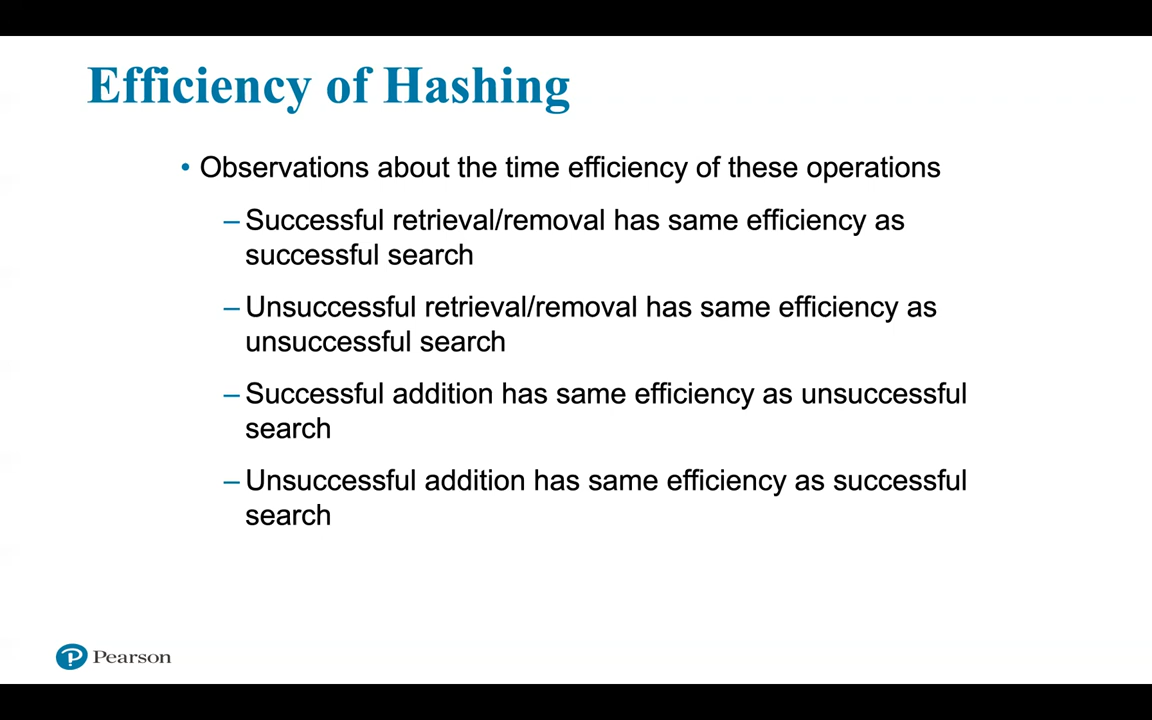 Efficiency of Hashing
• Observations about the time efficiency of these operations
– Successful retrieval/removal has same efficiency as
successful search
– Unsuccessful retrieval/removal has same efficiency as
unsuccessful search
– Successful addition has same efficiency as unsuccessful
search
– Unsuccessful addition has same efficiency as successful
search
Pearson